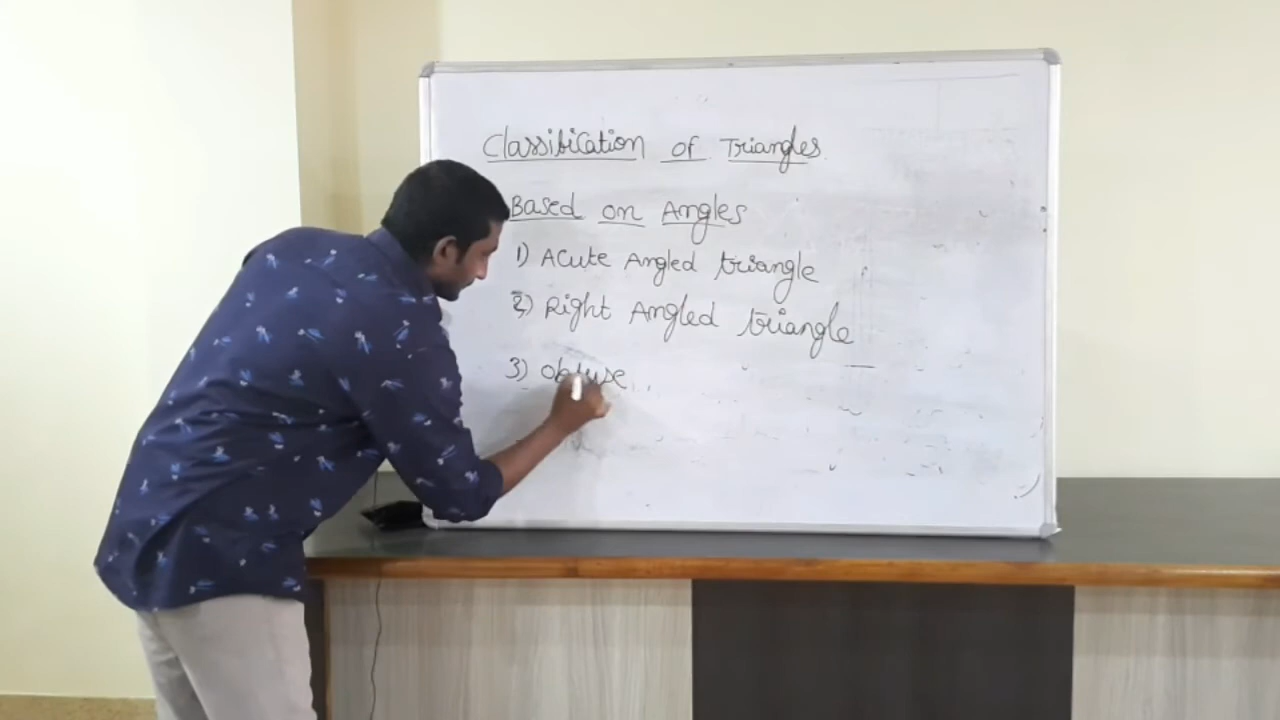 Classification of Triangles
Based on Angles
1) Acute Angled triangle
2) Right Angled triangle
3) Obtuse